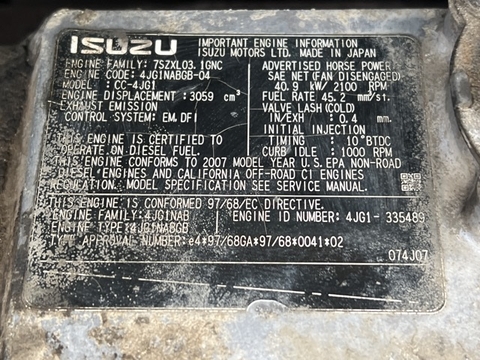 ISUZU
IMPORTANT ENGINE INFORMATION
ISUZU MOTORS LTD. MADE IN JAPAN
ENGINE FAMILY: 7SZXL03.1GNC
ENGINE CODE: 4JG1NABGB-04
MODEL : CC-4JG1
ENGINE DISPLACEMENT :3059 cm³
EXHAUST EMISSION
CONTROL SYSTEM: EM,DFI
ADVERTISED HORSE POWER
SAE NET(FAN DISENGAGED)
40.9 kW/ 2100 RPM
FUEL RATE 45.2 mm³/st.
VALVE LASH(COLD)
IN/EXH : 0.4 mm.
INITIAL INJECTION
TIMING : 10°BTDC
CURB IDLE : 1000 RPM
THIS ENGINE IS CERTIFIED TO
OPERATE ON DIESEL FUEL.
THIS ENGINE CONFORMS TO 2007 MODEL YEAR U.S.EPA NON-ROAD
DIESEL ENGINES AND CALIFORNIA OFF-ROAD CI ENGINES
REGULATION. MODEL SPECIFICATION SEE SERVICE MANUAL.
THIS ENGINE IS CONFORMED 97/68/EC DIRECTIVE.
ENGINE FAMILY:4JG1NAB
ENGINE ID NUMBER: 4JG1- 335489
ENGINE TYPE:4JG1NABGB
TYPE APPROVAL NUMBER: e4*97/68GA*97/68*0041*02
074J07